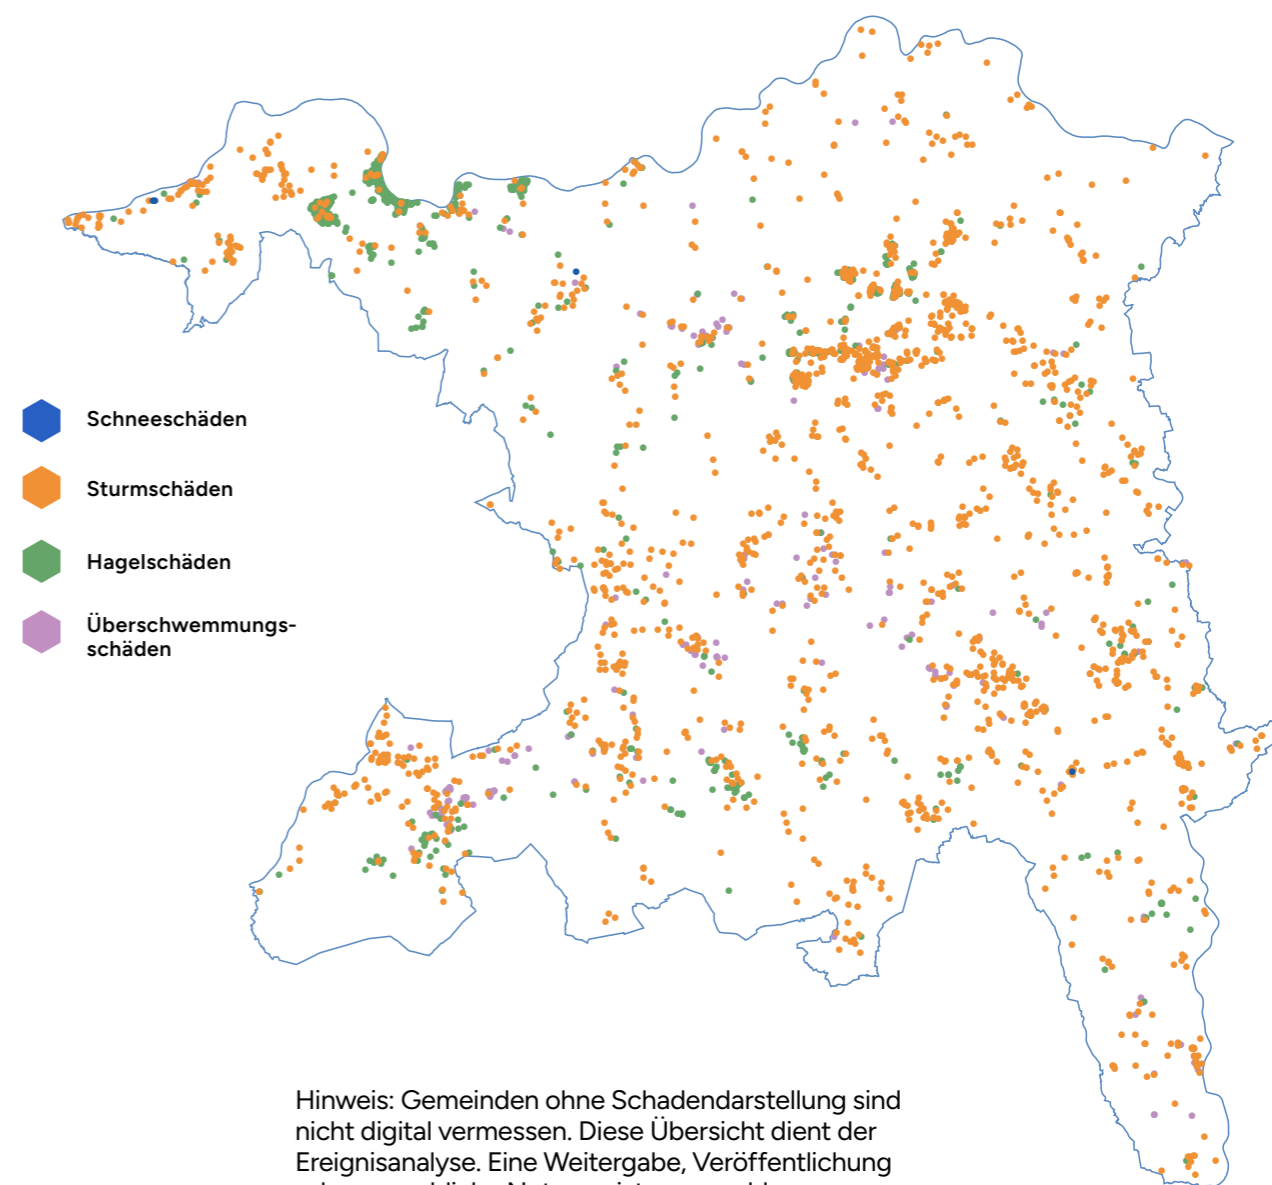 Schneeschäden
Sturmschäden
Hagelschäden
Überschwemmungs-
schäden
Hinweis: Gemeinden ohne Schadendarstellung sind
nicht digital vermessen. Diese Übersicht dient der
Ereignisanalyse. Eine Weitergabe, Veröffentlichung